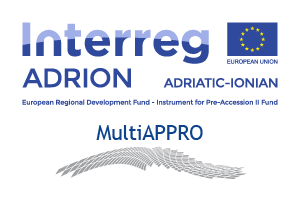 Interreg
EUROPEAN UNION
ADRION ADRIATIC-IONIAN
European Regional Development Fund - Instrument for Pre-Accession II Fund
MultiAPPRO